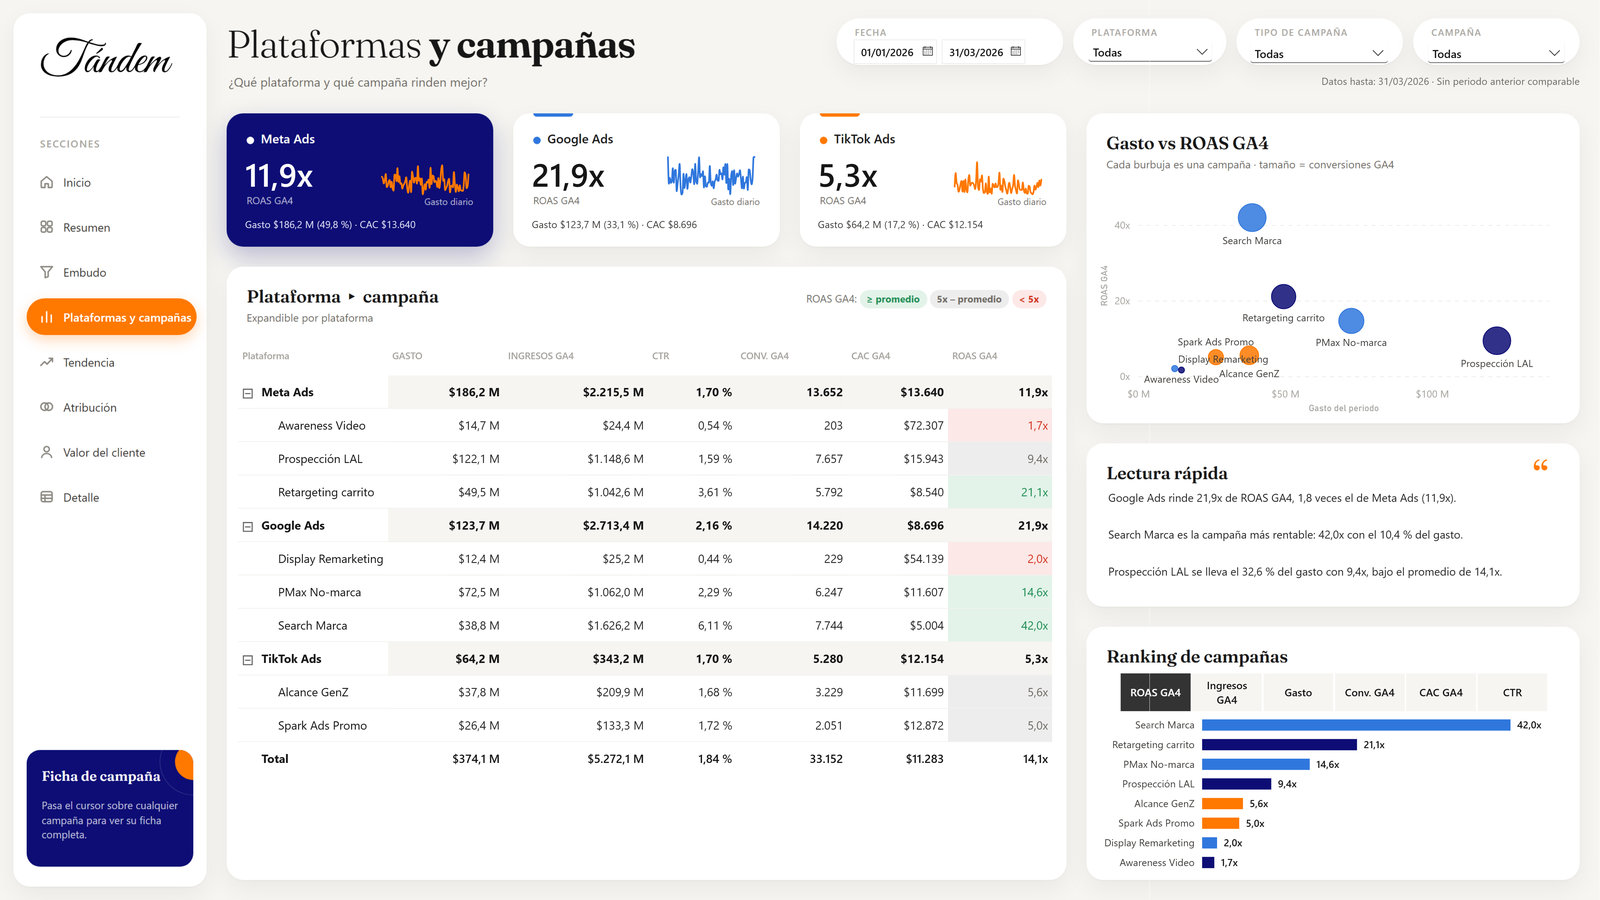 Tándem
SECCIONES
Inicio
Resumen
Embudo
Plataformas y campañas
Tendencia
Atribución
Valor del cliente
Detalle
Ficha de campaña
Pasa el cursor sobre cualquier
campaña para ver su ficha
completa.
Plataformas y campañas
¿Qué plataforma y qué campaña rinden mejor?
FECHA
01/01/2026 31/03/2026
PLATAFORMA
Todas
TIPO DE CAMPAÑA
Todas
CAMPAÑA
Todas
Datos hasta: 31/03/2026 · Sin periodo anterior comparable
Meta Ads
11,9x
ROAS GA4
Gasto diario
Gasto $186,2 M (49,8 %) · CAC $13.640
Google Ads
21,9x
ROAS GA4
Gasto diario
Gasto $123,7 M (33,1 %) · CAC $8.696
TikTok Ads
5,3x
ROAS GA4
Gasto diario
Gasto $64,2 M (17,2 %) · CAC $12.154
Plataforma ‣ campaña
Expandible por plataforma
ROAS GA4: ≥ promedio 5x – promedio < 5x
Plataforma GASTO INGRESOS GA4 CTR CONV. GA4 CAC GA4 ROAS GA4
Meta Ads $186,2 M $2.215,5 M 1,70 % 13.652 $13.640 11,9x
Awareness Video $14,7 M $24,4 M 0,54 % 203 $72.307 1,7x
Prospección LAL $122,1 M $1.148,6 M 1,59 % 7.657 $15.943 9,4x
Retargeting carrito $49,5 M $1.042,6 M 3,61 % 5.792 $8.540 21,1x
Google Ads $123,7 M $2.713,4 M 2,16 % 14.220 $8.696 21,9x
Display Remarketing $12,4 M $25,2 M 0,44 % 229 $54.139 2,0x
PMax No-marca $72,5 M $1.062,0 M 2,29 % 6.247 $11.607 14,6x
Search Marca $38,8 M $1.626,2 M 6,11 % 7.744 $5.004 42,0x
TikTok Ads $64,2 M $343,2 M 1,70 % 5.280 $12.154 5,3x
Alcance GenZ $37,8 M $209,9 M 1,68 % 3.229 $11.699 5,6x
Spark Ads Promo $26,4 M $133,3 M 1,72 % 2.051 $12.872 5,0x
Total $374,1 M $5.272,1 M 1,84 % 33.152 $11.283 14,1x
Gasto vs ROAS GA4
Cada burbuja es una campaña · tamaño = conversiones GA4
ROAS GA4
40x
20x
0x
Search Marca
Retargeting carrito
PMax No-marca
Spark Ads Promo
Display Remarketing
Prospección LAL
Alcance GenZ
Awareness Video
$0 M $50 M $100 M
Gasto del periodo
Lectura rápida
“
Google Ads rinde 21,9x de ROAS GA4, 1,8 veces el de Meta Ads (11,9x).
Search Marca es la campaña más rentable: 42,0x con el 10,4 % del gasto.
Prospección LAL se lleva el 32,6 % del gasto con 9,4x, bajo el promedio de 14,1x.
Ranking de campañas
ROAS GA4
Ingresos
GA4
Gasto
Conv. GA4
CAC GA4
CTR
Search Marca 42,0x
Retargeting carrito 21,1x
PMax No-marca 14,6x
Prospección LAL 9,4x
Alcance GenZ 5,6x
Spark Ads Promo 5,0x
Display Remarketing 2,0x
Awareness Video 1,7x